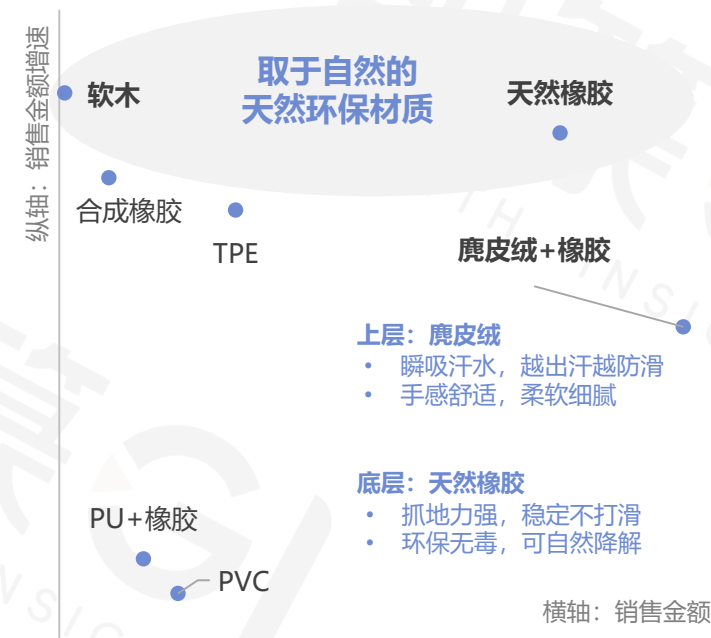 纵轴：销售金额增速
取于自然的
天然环保材质
软木
天然橡胶
合成橡胶
TPE
麂皮绒+橡胶
上层：麂皮绒
• 瞬吸汗水，越出汗越防滑
• 手感舒适，柔软细腻
底层：天然橡胶
• 抓地力强，稳定不打滑
• 环保无毒，可自然降解
PU+橡胶
PVC
横轴：销售金额